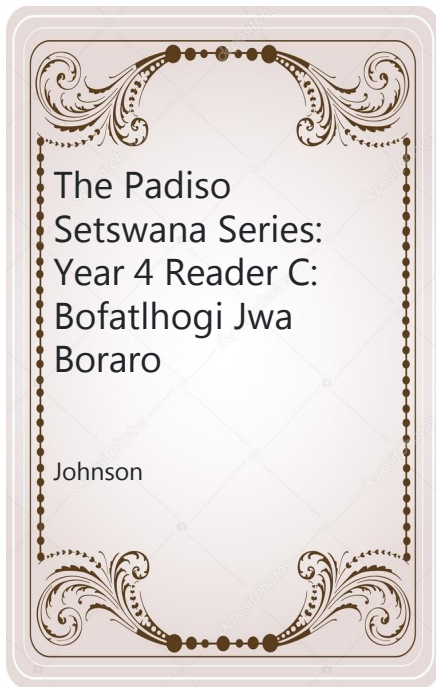 The Padiso
Setswana Series:
Year 4 Reader C:
Bofatlhogi Jwa
Boraro
Johnson